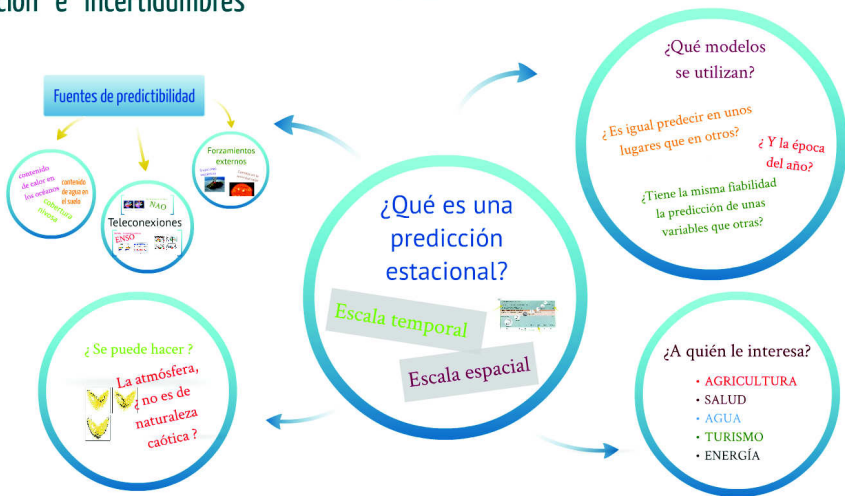 ción e incertidumbres
Fuentes de predictibilidad
contenido
de calor en
los océanos
contenido
de agua en
el suelo
cobertura
nivosa
NAO
Teleconexiones
ENSO
Forzamientos
externos
¿Qué es una
predicción
estacional?
Escala temporal
Escala espacial
¿Qué modelos
se utilizan?
¿ Es igual predecir en unos
lugares que en otros?
¿ Y la época
del año?
¿Tiene la misma fiabilidad
la predicción de unas
variables que otras?
¿ Se puede hacer ?
La atmósfera,
¿ no es de
naturaleza
caótica ?
¿A quién le interesa?
• AGRICULTURA
• SALUD
• AGUA
• TURISMO
• ENERGÍA